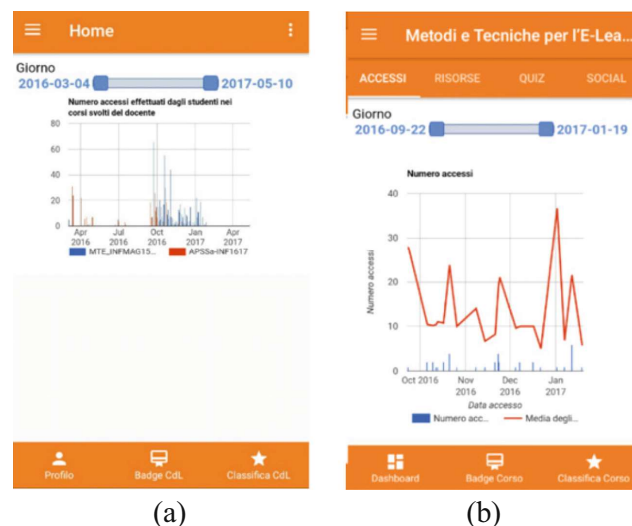 Home
Giorno
2016-03-04 2017-05-10
Numero accessi effettuati dagli studenti nei
corsi svolti del docente
80
60
40
20
0
Apr Jul Oct Jan Apr
2016 2016 2016 2017 2017
MTE_INFMAG15... APSSa-INF1617
Profilo Badge CdL Classifica CdL
(a)
Metodi e Tecniche per l'E-Lea...
ACCESSI RISORSE QUIZ SOCIAL
Giorno
2016-09-22 2017-01-19
Numero accessi
40
30
20
10
0
Numero accessi
Oct 2016 Nov Dec Jan
2016 2016 2017
Data accesso
Numero acc... Media degli...
Dashboard Badge Corso Classifica Corso
(b)